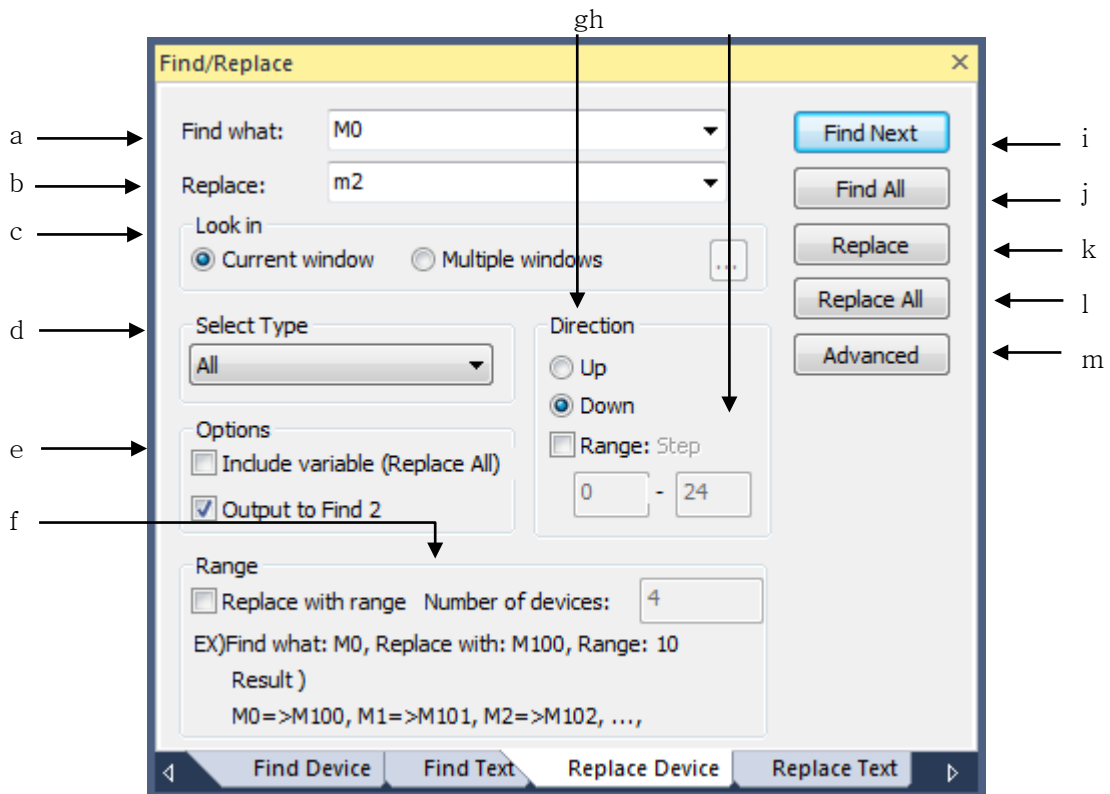 gh
Find/Replace
a
Find what:
M0
Find Next
i
b
Replace:
m2
Find All
j
c
Look in
Current window
Multiple windows
...
Replace
k
Replace All
l
d
Select Type
All
Direction
Up
Down
Range: Step
0 - 24
Advanced
m
e
Options
Include variable (Replace All)
Output to Find 2
f
Range
Replace with range Number of devices: 4
EX)Find what: M0, Replace with: M100, Range: 10
Result )
M0=>M100, M1=>M101, M2=>M102, ...,
Find Device
Find Text
Replace Device
Replace Text